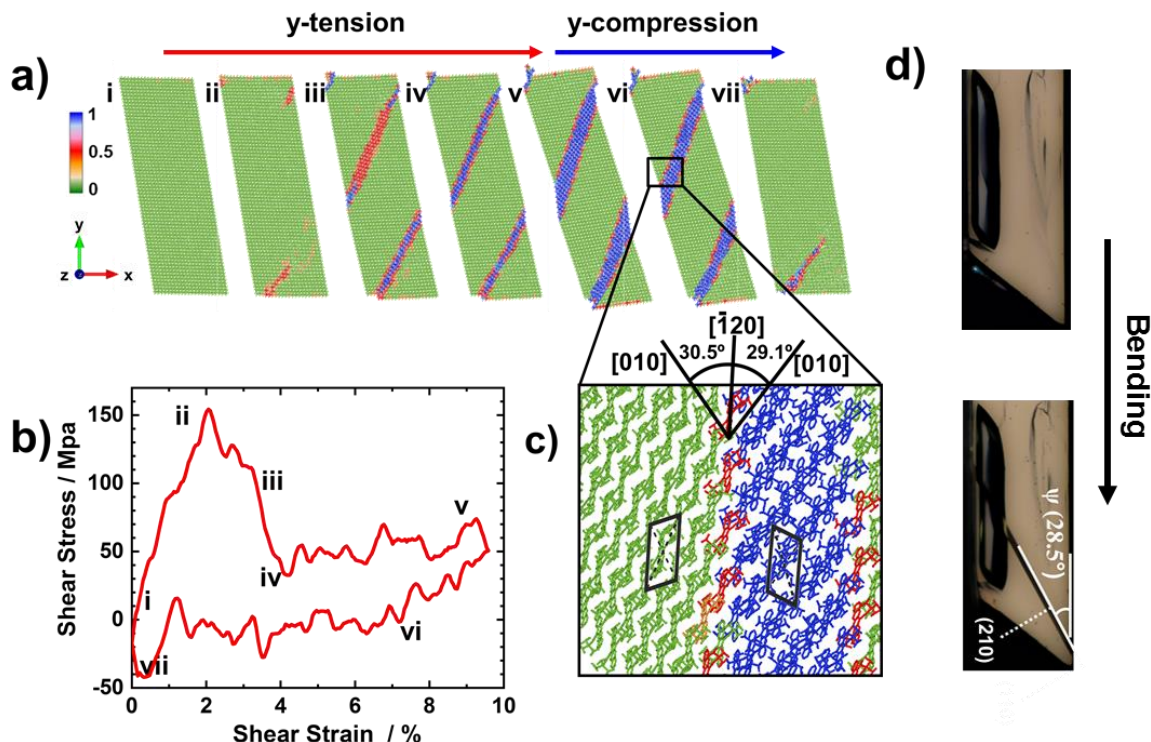 y-tension
y-compression
a)
i
ii
iii
iv
v
vi
vii
1
0.5
0
y
z
x
d)
Bending
b)
Shear Stress / Mpa
150
100
50
0
-50
i
ii
iii
iv
v
vi
vii
0
2
4
6
8
10
Shear Strain / %
c)
[010]
30.5º
[1̄20]
29.1º
[010]
ψ (28.5°)
(210)